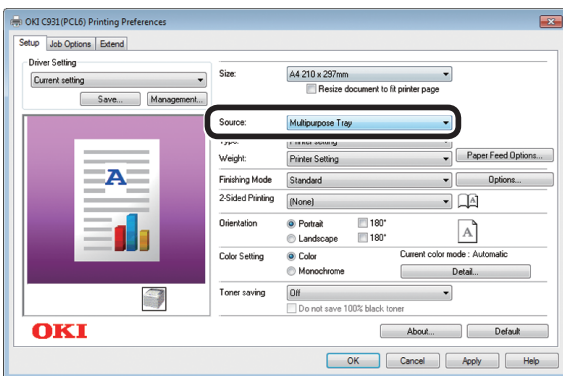 OKI C931(PCL6) Printing Preferences
Setup Job Options Extend
Driver Setting
Current setting
Save... Management...
Size: A4 210 x 297mm
Resize document to fit printer page
Source: Multipurpose Tray
Type: Printer Setting
Weight: Printer Setting Paper Feed Options...
Finishing Mode Standard Options...
2-Sided Printing (None)
Orientation Portrait 180°
Landscape 180°
Color Setting Color Current color mode : Automatic
Monochrome Detail...
Toner saving Off
Do not save 100% black toner
A
A
A
OKI
About... Default
OK Cancel Apply Help